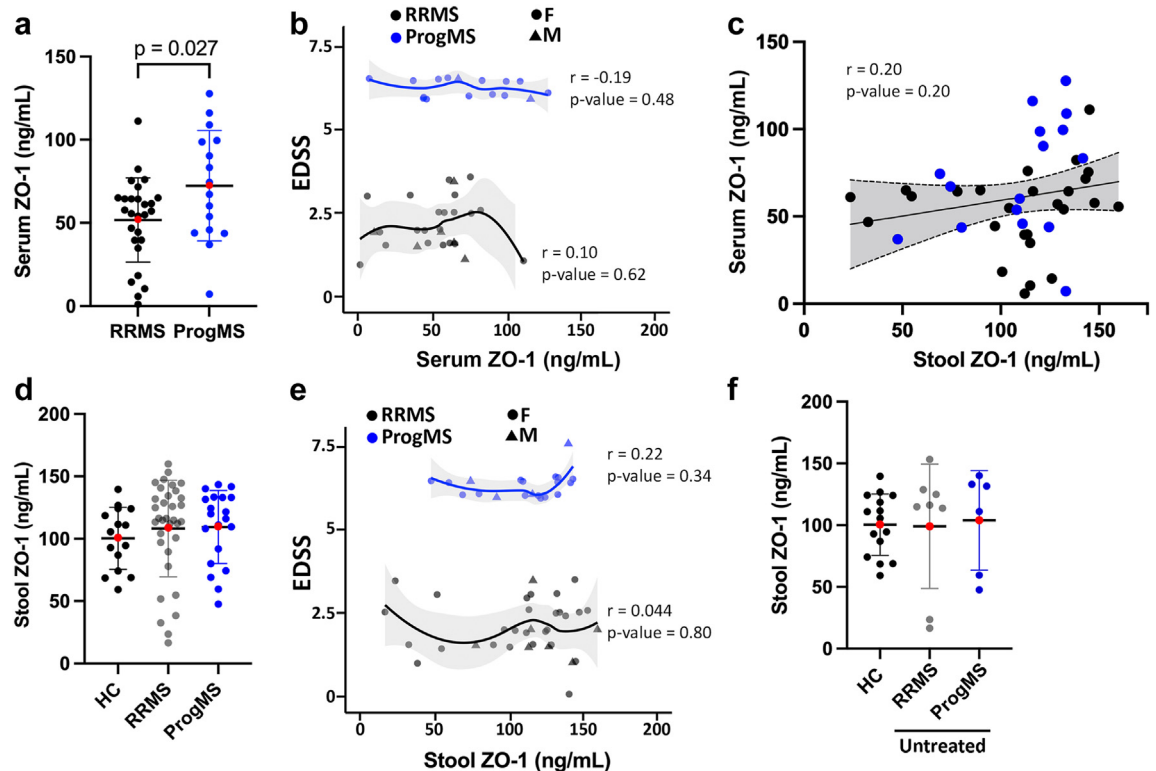 a
p = 0.027
Serum ZO-1 (ng/mL)
150
100
50
0
RRMS ProgMS
b
RRMS F
ProgMS M
EDSS
7.5
5
2.5
0
r = -0.19
p-value = 0.48
r = 0.10
p-value = 0.62
0 50 100 150 200
Serum ZO-1 (ng/mL)
c
r = 0.20
p-value = 0.20
Serum ZO-1 (ng/mL)
150
100
50
0
0 50 100 150
Stool ZO-1 (ng/mL)
d
Stool ZO-1 (ng/mL)
200
150
100
50
0
HC RRMS ProgMS
e
RRMS F
ProgMS M
EDSS
7.5
5
2.5
0
r = 0.22
p-value = 0.34
r = 0.044
p-value = 0.80
0 50 100 150 200
Stool ZO-1 (ng/mL)
f
Stool ZO-1 (ng/mL)
200
150
100
50
0
HC RRMS ProgMS
Untreated